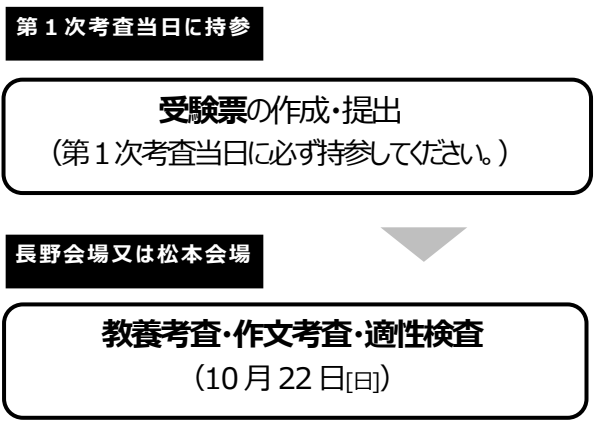 第１次考査当日に持参
受験票の作成・提出
（第１次考査当日に必ず持参してください。）
長野会場又は松本会場
教養考査・作文考査・適性検査
（10月22日[日]）